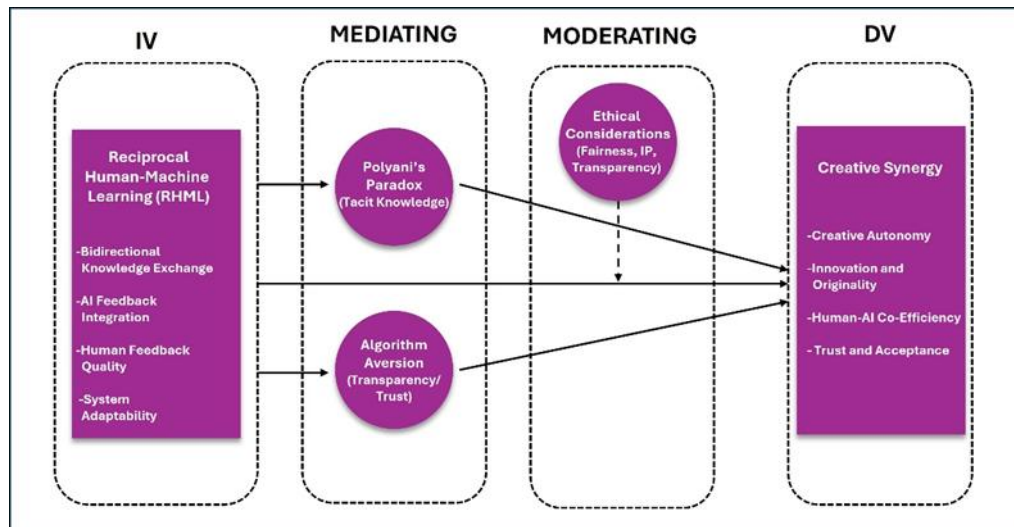 IV
MEDIATING
MODERATING
DV
Reciprocal
Human-Machine
Learning (RHML)
-Bidirectional
Knowledge Exchange
-AI Feedback
Integration
-Human Feedback
Quality
-System
Adaptability
Polyani's
Paradox
(Tacit Knowledge)
Algorithm
Aversion
(Transparency/
Trust)
Ethical
Considerations
(Fairness, IP,
Transparency)
Creative Synergy
-Creative Autonomy
-Innovation and
Originality
-Human-AI Co-Efficiency
- Trust and Acceptance